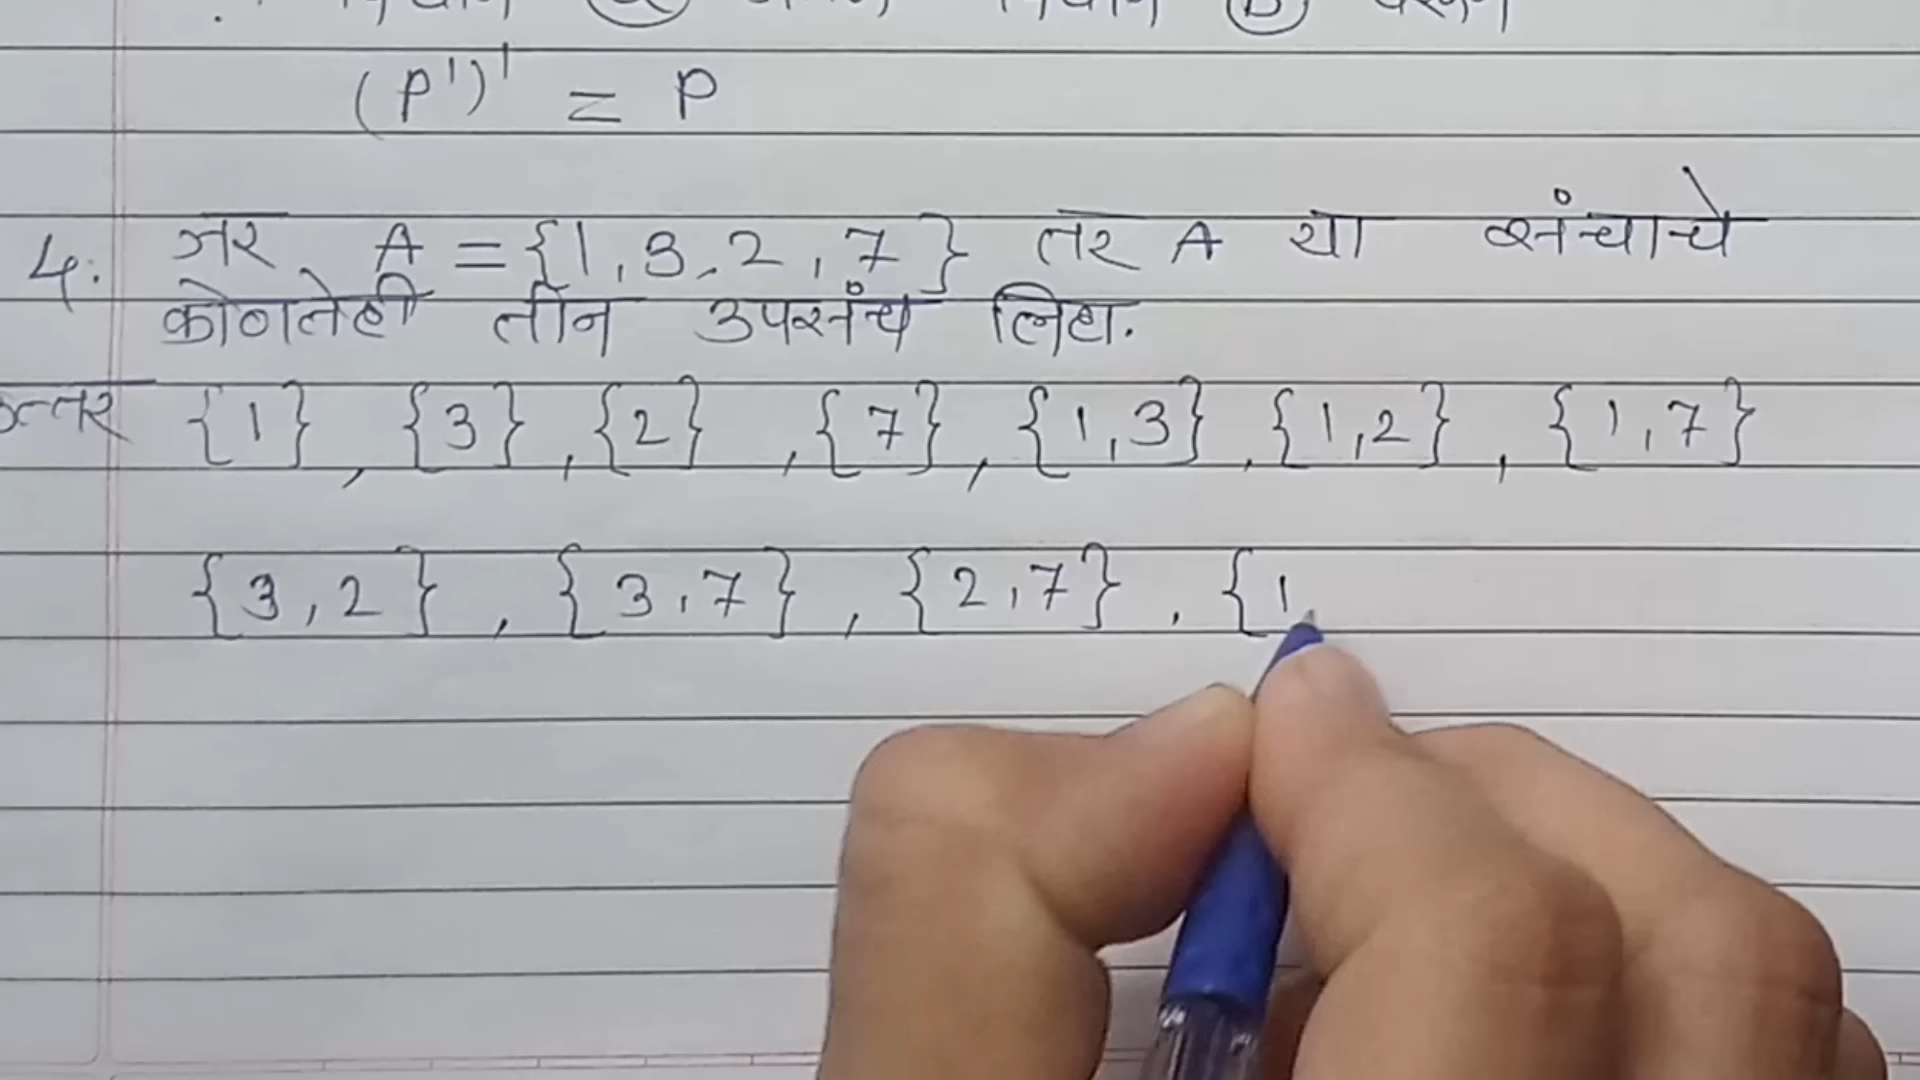 (P')' = P
4. जर A = {1, 3, 2, 7} तर A या संचाचे
कोणतेही तीन उपसंच लिहा.
उत्तर {1}, {3}, {2}, {7}, {1,3}, {1,2}, {1,7}
{3,2}, {3,7}, {2,7}, {1,